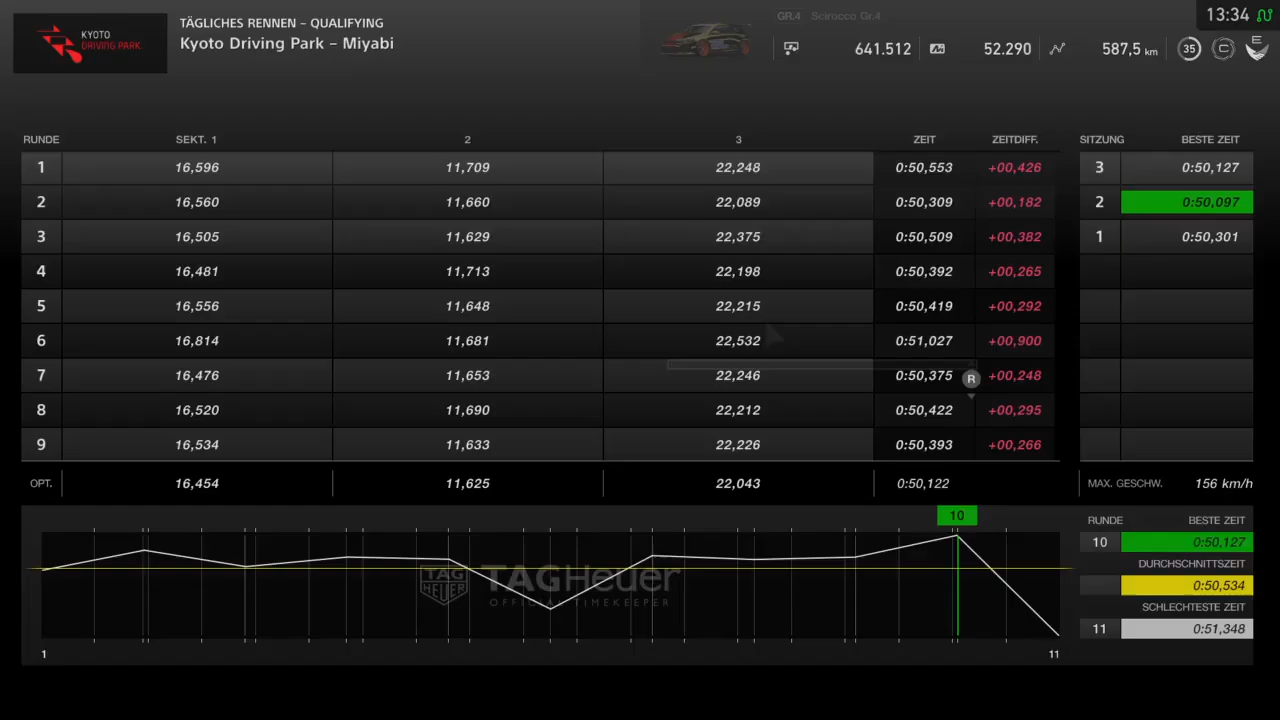 KYOTO
DRIVING PARK
TÄGLICHES RENNEN – QUALIFYING
Kyoto Driving Park – Miyabi
GR.4 Scirocco Gr.4
641.512 52.290 587,5 km 35 C E
13:34
RUNDE SEKT. 1 2 3 ZEIT ZEITDIFF. SITZUNG BESTE ZEIT
1 16,596 11,709 22,248 0:50,553 +00,426 3 0:50,127
2 16,560 11,660 22,089 0:50,309 +00,182 2 0:50,097
3 16,505 11,629 22,375 0:50,509 +00,382 1 0:50,301
4 16,481 11,713 22,198 0:50,392 +00,265
5 16,556 11,648 22,215 0:50,419 +00,292
6 16,814 11,681 22,532 0:51,027 +00,900
7 16,476 11,653 22,246 0:50,375 R +00,248
8 16,520 11,690 22,212 0:50,422 +00,295
9 16,534 11,633 22,226 0:50,393 +00,266
OPT. 16,454 11,625 22,043 0:50,122 MAX. GESCHW. 156 km/h
10
TAG HEUER
TAGHeuer
OFFICIAL TIMEKEEPER
1 11
RUNDE BESTE ZEIT
10 0:50,127
DURCHSCHNITTSZEIT
0:50,534
SCHLECHTESTE ZEIT
11 0:51,348